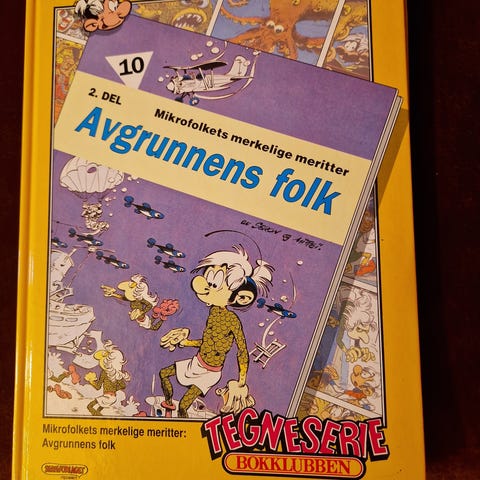 10
2. DEL
Mikrofolkets merkelige meritter
Avgrunnens folk
Mikrofolkets merkelige meritter:
Avgrunnens folk
TEGNESERIE
BOKKLUBBEN